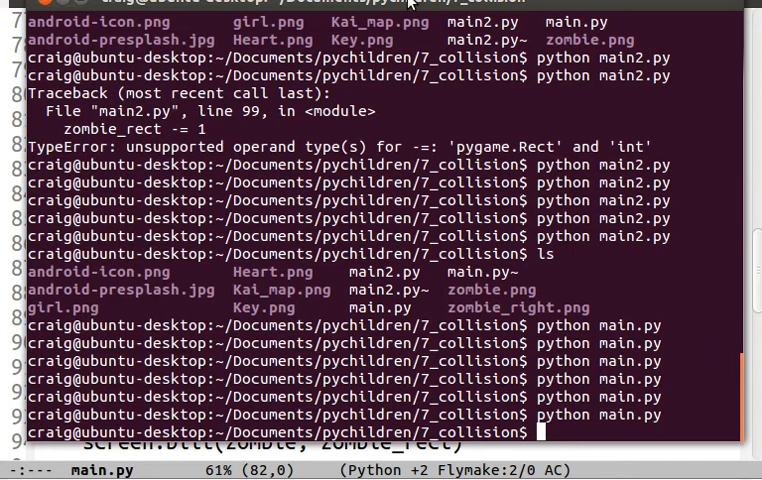 craig@ubuntu-desktop: ~/Documents/pychildren/7_collision
android-icon.png girl.png Kai_map.png main2.py main.py
android-presplash.jpg Heart.png Key.png main2.py~ zombie.png
craig@ubuntu-desktop:~/Documents/pychildren/7_collision$ python main2.py
craig@ubuntu-desktop:~/Documents/pychildren/7_collision$ python main2.py
Traceback (most recent call last):
File "main2.py", line 99, in <module>
zombie_rect -= 1
TypeError: unsupported operand type(s) for -=: 'pygame.Rect' and 'int'
craig@ubuntu-desktop:~/Documents/pychildren/7_collision$ python main2.py
craig@ubuntu-desktop:~/Documents/pychildren/7_collision$ python main2.py
craig@ubuntu-desktop:~/Documents/pychildren/7_collision$ python main2.py
craig@ubuntu-desktop:~/Documents/pychildren/7_collision$ python main2.py
craig@ubuntu-desktop:~/Documents/pychildren/7_collision$ python main2.py
craig@ubuntu-desktop:~/Documents/pychildren/7_collision$ ls
android-icon.png Heart.png main2.py main.py~
android-presplash.jpg Kai_map.png main2.py~ zombie.png
girl.png Key.png main.py zombie_right.png
craig@ubuntu-desktop:~/Documents/pychildren/7_collision$ python main.py
craig@ubuntu-desktop:~/Documents/pychildren/7_collision$ python main.py
craig@ubuntu-desktop:~/Documents/pychildren/7_collision$ python main.py
craig@ubuntu-desktop:~/Documents/pychildren/7_collision$ python main.py
craig@ubuntu-desktop:~/Documents/pychildren/7_collision$ python main.py
craig@ubuntu-desktop:~/Documents/pychildren/7_collision$ python main.py
craig@ubuntu-desktop:~/Documents/pychildren/7_collision$
screen.blit(zombie, zombie_rect)
-:--- main.py 61% (82,0) (Python +2 Flymake:2/0 AC)